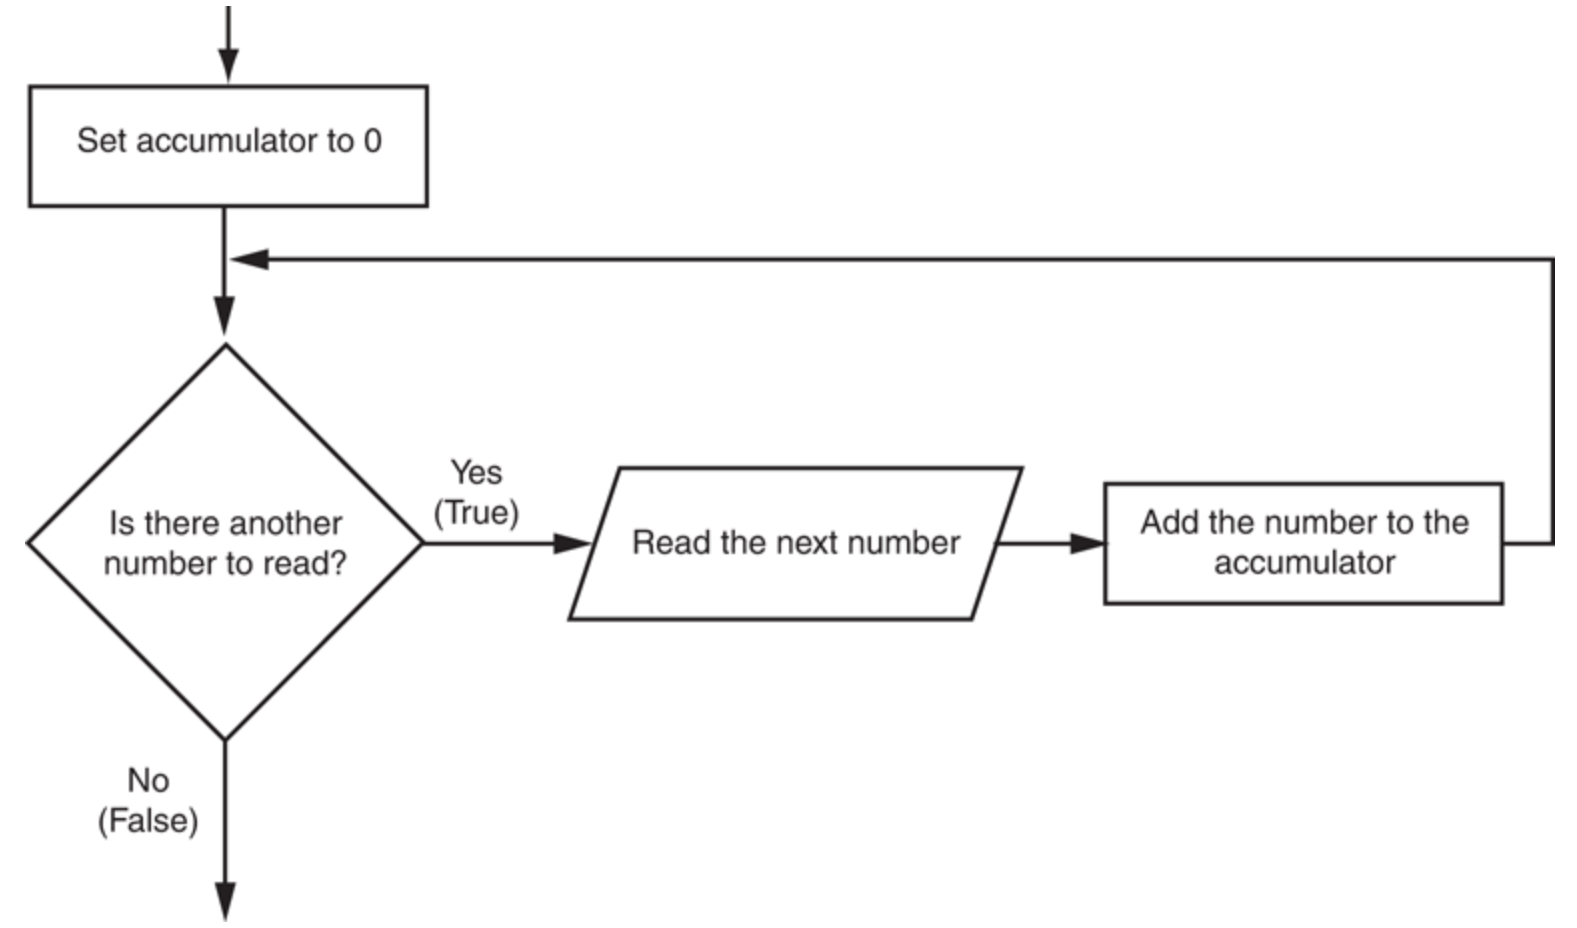 Set accumulator to 0
Is there another
number to read?
Yes
(True)
Read the next number
Add the number to the
accumulator
No
(False)